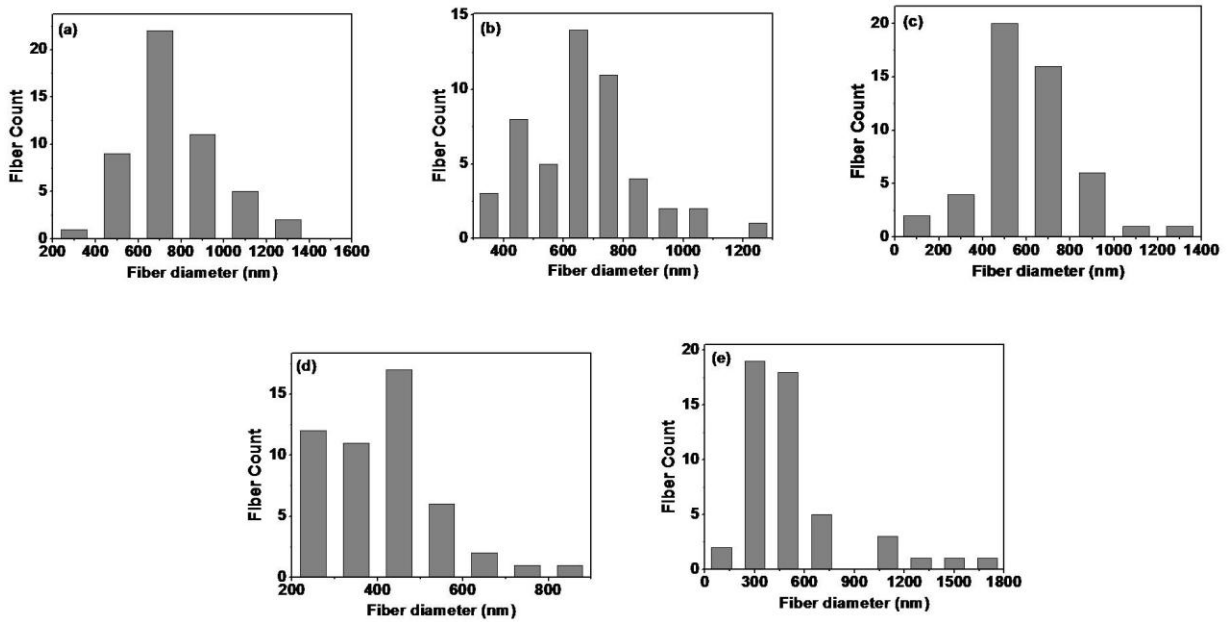 (a)
Fiber Count
20
15
10
5
0
200 400 600 800 1000 1200 1400 1600
Fiber diameter (nm)
(b)
Fiber Count
15
10
5
0
400 600 800 1000 1200
Fiber diameter (nm)
(c)
Fiber Count
20
15
10
5
0
0 200 400 600 800 1000 1200 1400
Fiber diameter (nm)
(d)
Fiber Count
15
10
5
0
200 400 600 800
Fiber diameter (nm)
(e)
Fiber Count
20
15
10
5
0
0 300 600 900 1200 1500 1800
Fiber diameter (nm)